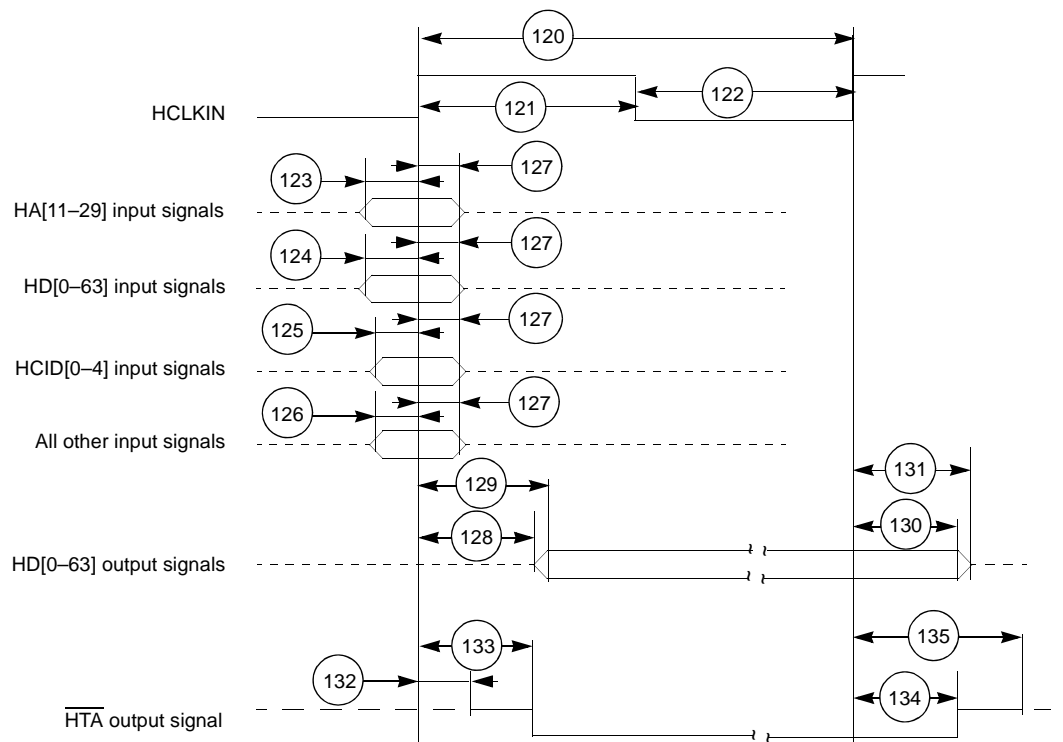 120
121
122
HCLKIN
123
127
HA[11–29] input signals
127
124
HD[0–63] input signals
127
125
HCID[0–4] input signals
127
126
All other input signals
129
131
128
130
HD[0–63] output signals
133
135
132
134
HTA output signal